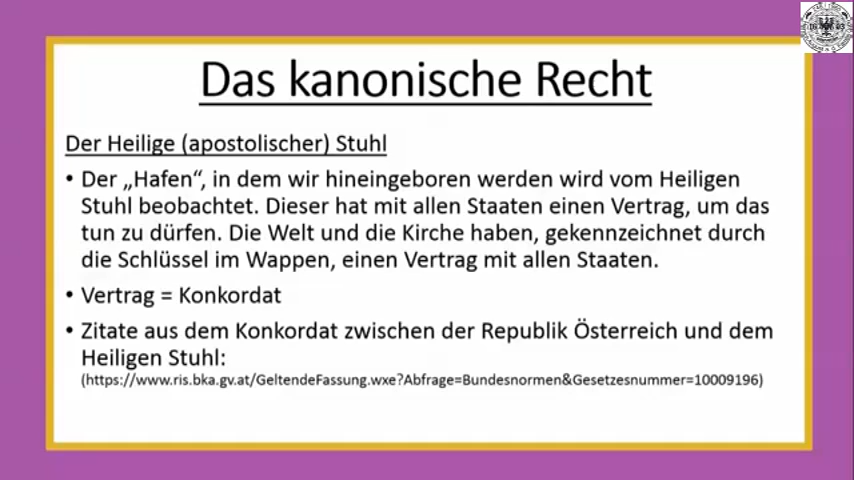 Das kanonische Recht
Der Heilige (apostolischer) Stuhl
• Der „Hafen“, in dem wir hineingeboren werden wird vom Heiligen
Stuhl beobachtet. Dieser hat mit allen Staaten einen Vertrag, um das
tun zu dürfen. Die Welt und die Kirche haben, gekennzeichnet durch
die Schlüssel im Wappen, einen Vertrag mit allen Staaten.
• Vertrag = Konkordat
• Zitate aus dem Konkordat zwischen der Republik Österreich und dem
Heiligen Stuhl:
(https://www.ris.bka.gv.at/GeltendeFassung.wxe?Abfrage=Bundesnormen&Gesetzesnummer=10009196)